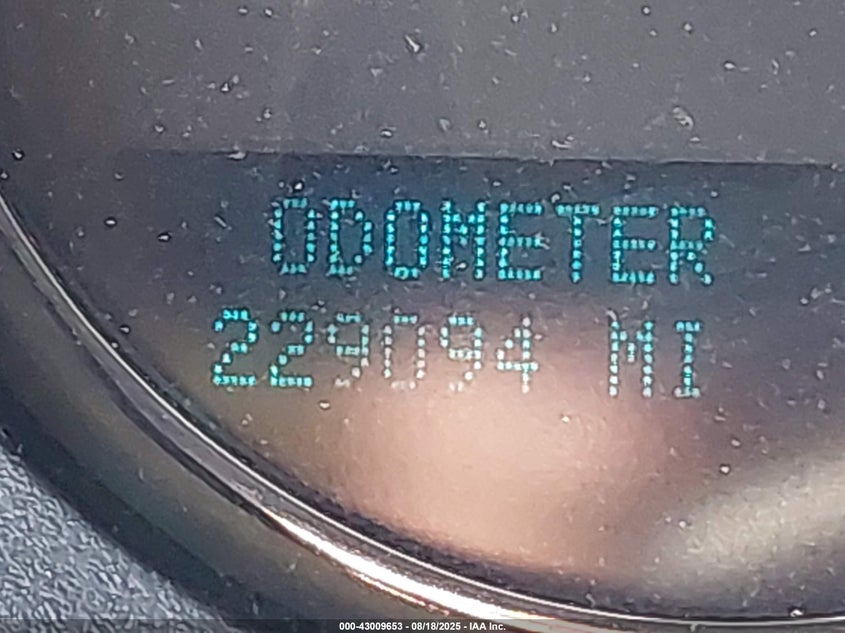 ODOMETER
229094 MI
000-43009653 - 08/18/2025 - IAA Inc.